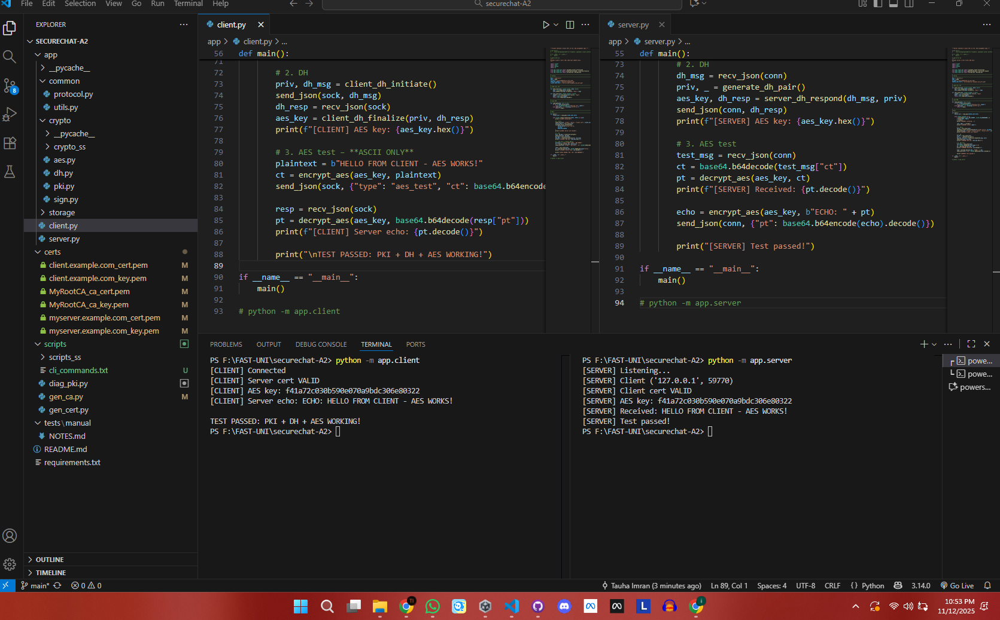 File Edit Selection View Go Run Terminal Help
securechat-A2
EXPLORER
SECURECHAT-A2
app
__pycache__
common
protocol.py
utils.py
crypto
__pycache__
crypto_ss
aes.py
dh.py
pki.py
sign.py
storage
client.py
server.py
certs
client.example.com_cert.pem M
client.example.com_key.pem M
MyRootCA_ca_cert.pem M
MyRootCA_ca_key.pem M
myserver.example.com_cert.pem M
myserver.example.com_key.pem M
scripts
scripts_ss
cli_commands.txt U
diag_pki.py
gen_ca.py M
gen_cert.py
tests\manual
NOTES.md
README.md
requirements.txt
OUTLINE
TIMELINE
8
client.py
app > client.py > ...
56 def main():
71
72 # 2. DH
73 priv, dh_msg = client_dh_initiate()
74 send_json(sock, dh_msg)
75 dh_resp = recv_json(sock)
76 aes_key = client_dh_finalize(priv, dh_resp)
77 print(f"[CLIENT] AES key: {aes_key.hex()}")
78
79 # 3. AES test – **ASCII ONLY**
80 plaintext = b"HELLO FROM CLIENT - AES WORKS!"
81 ct = encrypt_aes(aes_key, plaintext)
82 send_json(sock, {"type": "aes_test", "ct": base64.b64encode
83
84 resp = recv_json(sock)
85 pt = decrypt_aes(aes_key, base64.b64decode(resp["pt"]))
86 print(f"[CLIENT] Server echo: {pt.decode()}")
87
88 print("\nTEST PASSED: PKI + DH + AES WORKING!")
89
90 if __name__ == "__main__":
91 main()
92
93 # python -m app.client
server.py
app > server.py > ...
55 def main():
73 # 2. DH
74 dh_msg = recv_json(conn)
75 priv, _ = generate_dh_pair()
76 aes_key, dh_resp = server_dh_respond(dh_msg, priv)
77 send_json(conn, dh_resp)
78 print(f"[SERVER] AES key: {aes_key.hex()}")
79
80 # 3. AES test
81 test_msg = recv_json(conn)
82 ct = base64.b64decode(test_msg["ct"])
83 pt = decrypt_aes(aes_key, ct)
84 print(f"[SERVER] Received: {pt.decode()}")
85
86 echo = encrypt_aes(aes_key, b"ECHO: " + pt)
87 send_json(conn, {"pt": base64.b64encode(echo).decode()})
88
89 print("[SERVER] Test passed!")
90
91 if __name__ == "__main__":
92 main()
93
94 # python -m app.server
PROBLEMS OUTPUT DEBUG CONSOLE TERMINAL PORTS
PS F:\FAST-UNI\securechat-A2> python -m app.client
[CLIENT] Connected
[CLIENT] Server cert VALID
[CLIENT] AES key: f41a72c030b590e070a9bdc306e80322
[CLIENT] Server echo: ECHO: HELLO FROM CLIENT - AES WORKS!
TEST PASSED: PKI + DH + AES WORKING!
PS F:\FAST-UNI\securechat-A2>
PS F:\FAST-UNI\securechat-A2> python -m app.server
[SERVER] Listening...
[SERVER] Client ('127.0.0.1', 59770)
[SERVER] Client cert VALID
[SERVER] AES key: f41a72c030b590e070a9bdc306e80322
[SERVER] Received: HELLO FROM CLIENT - AES WORKS!
[SERVER] Test passed!
PS F:\FAST-UNI\securechat-A2>
powe...
powe...
powers...
main* 0 0
Tauha Imran (3 minutes ago) Ln 89, Col 1 Spaces: 4 UTF-8 CRLF {} Python 3.14.0 Go Live
10:53 PM
11/12/2025